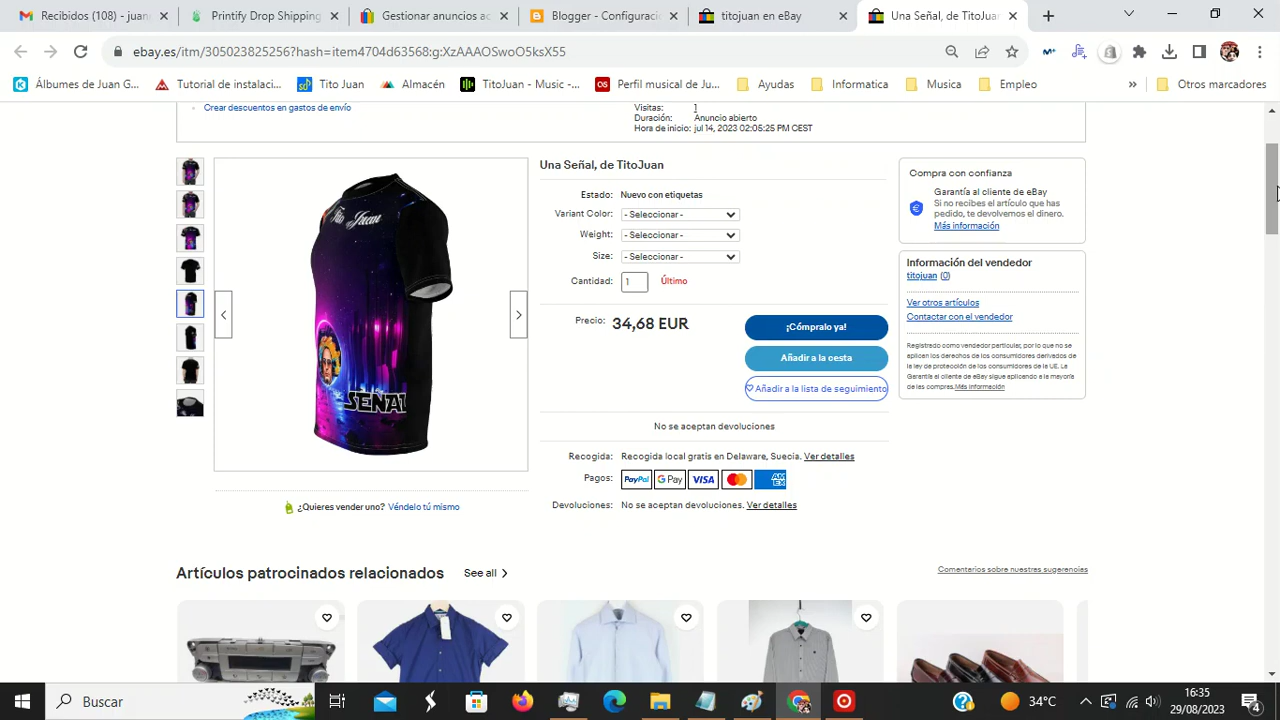 Recibidos (108) - juan
Printify Drop Shipping
Gestionar anuncios ac
Blogger - Configuraci
titojuan en eBay
Una Señal, de TitoJuan
ebay.es/itm/305023825256?hash=item4704d63568:g:XzAAAOSwoO5ksX55
Álbumes de Juan G...
Tutorial de instalaci...
Tito Juan
Almacén
TitoJuan - Music -...
Perfil musical de Ju...
Ayudas
Informatica
Musica
Empleo
»
Otros marcadores
Crear descuentos en gastos de envío
Visitas: 1
Duración: Anuncio abierto
Hora de inicio: jul 14, 2023 02:05:25 PM CEST
Tito Juan
SEÑAL
¿Quieres vender uno? Véndelo tú mismo
Una Señal, de TitoJuan
Estado: Nuevo con etiquetas
Variant Color: - Seleccionar -
Weight: - Seleccionar -
Size: - Seleccionar -
Cantidad: 1 Último
Precio: 34,68 EUR
¡Cómpralo ya!
Añadir a la cesta
Añadir a la lista de seguimiento
No se aceptan devoluciones
Recogida: Recogida local gratis en Delaware, Suecia. Ver detalles
Pagos: PayPal G Pay VISA AM EX
Devoluciones: No se aceptan devoluciones. Ver detalles
Compra con confianza
Garantía al cliente de eBay
Si no recibes el artículo que has
pedido, te devolvemos el dinero.
Más información
Información del vendedor
titojuan (0)
Ver otros artículos
Contactar con el vendedor
Registrado como vendedor particular, por lo que no se
aplican los derechos de los consumidores derivados de
la ley de protección de los consumidores de la UE. La
Garantía al cliente de eBay sigue aplicando a la mayoría
de las compras. Más información
Artículos patrocinados relacionados
See all
Comentarios sobre nuestras sugerencias
Buscar
34°C
16:35
29/08/2023
4